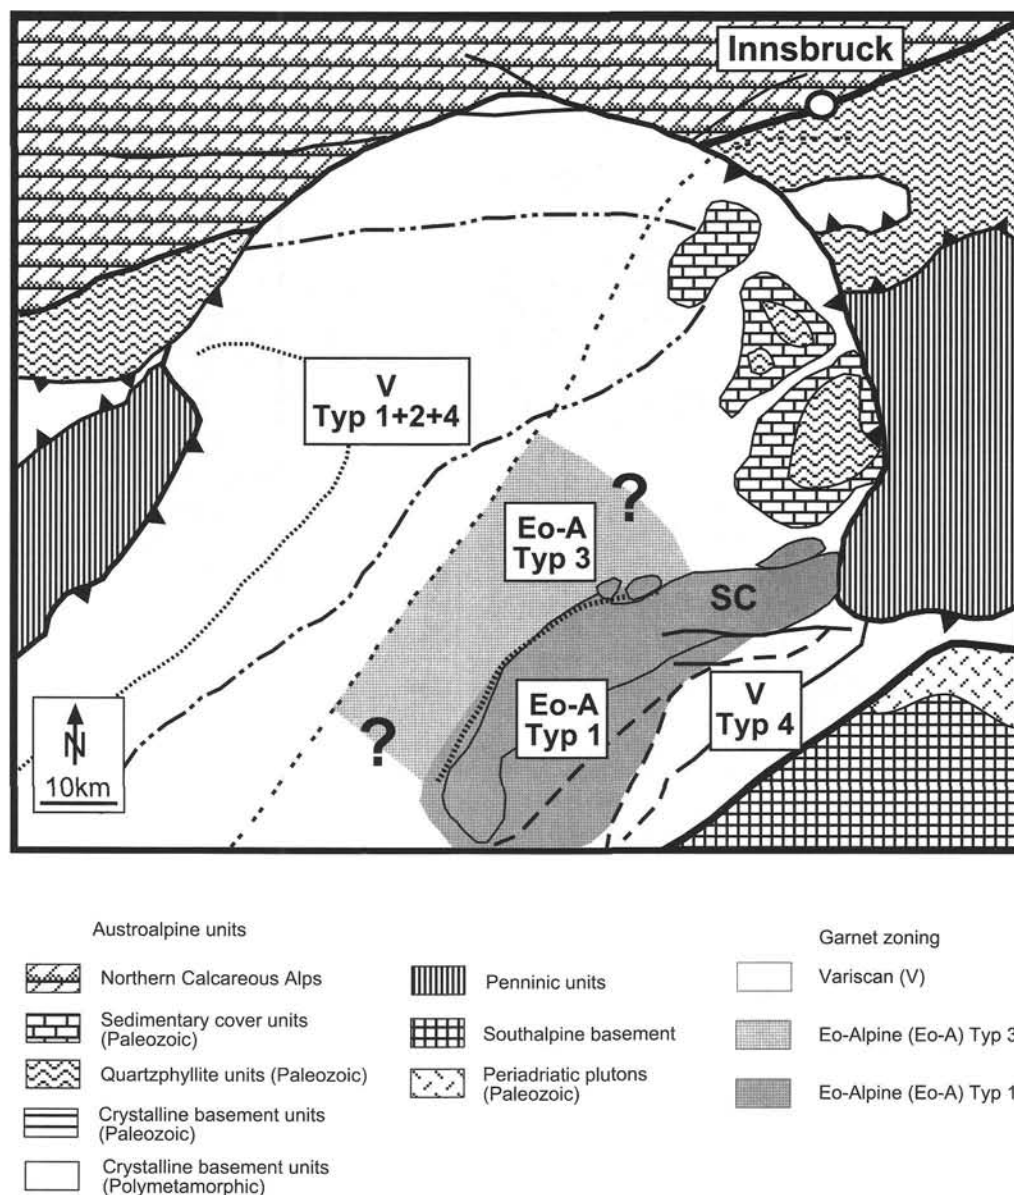 Innsbruck
V
Typ 1+2+4
?
Eo-A
Typ 3
SC
Eo-A
Typ 1
V
Typ 4
?
N
10km
Austroalpine units
Northern Calcareous Alps
Sedimentary cover units
(Paleozoic)
Quartzphyllite units (Paleozoic)
Crystalline basement units
(Paleozoic)
Crystalline basement units
(Polymetamorphic)
Penninic units
Southalpine basement
Periadriatic plutons
(Paleozoic)
Garnet zoning
Variscan (V)
Eo-Alpine (Eo-A) Typ 3
Eo-Alpine (Eo-A) Typ 1